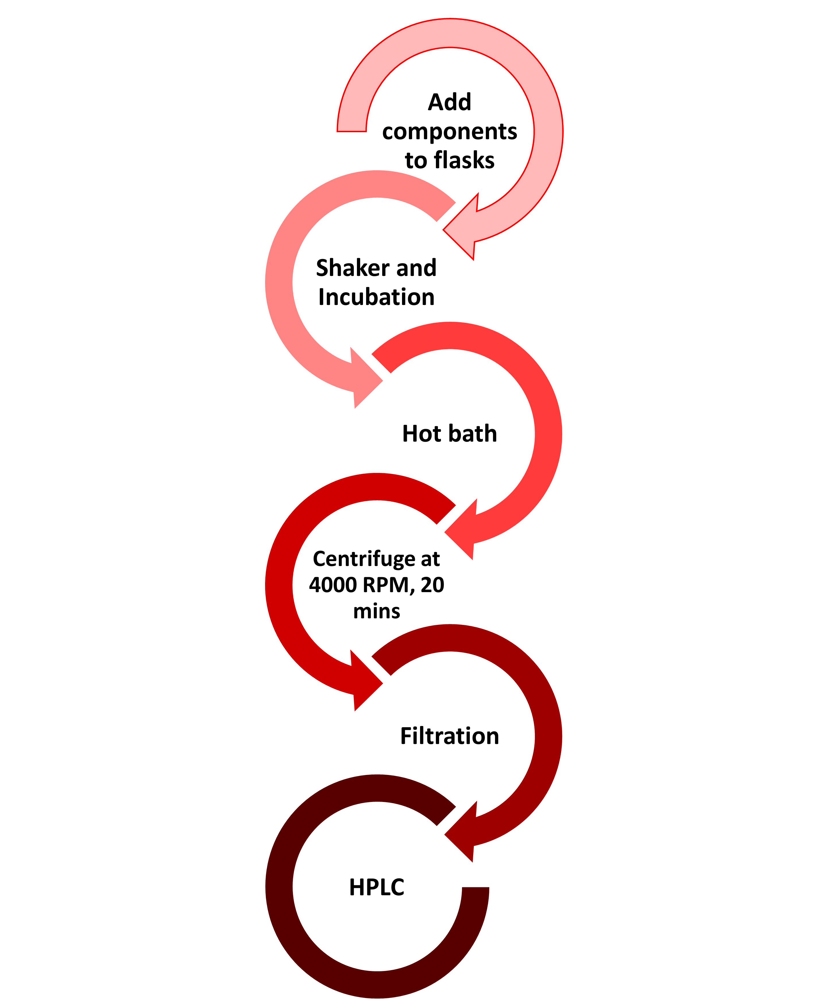 Add
components
to flasks
Shaker and
Incubation
Hot bath
Centrifuge at
4000 RPM, 20
mins
Filtration
HPLC